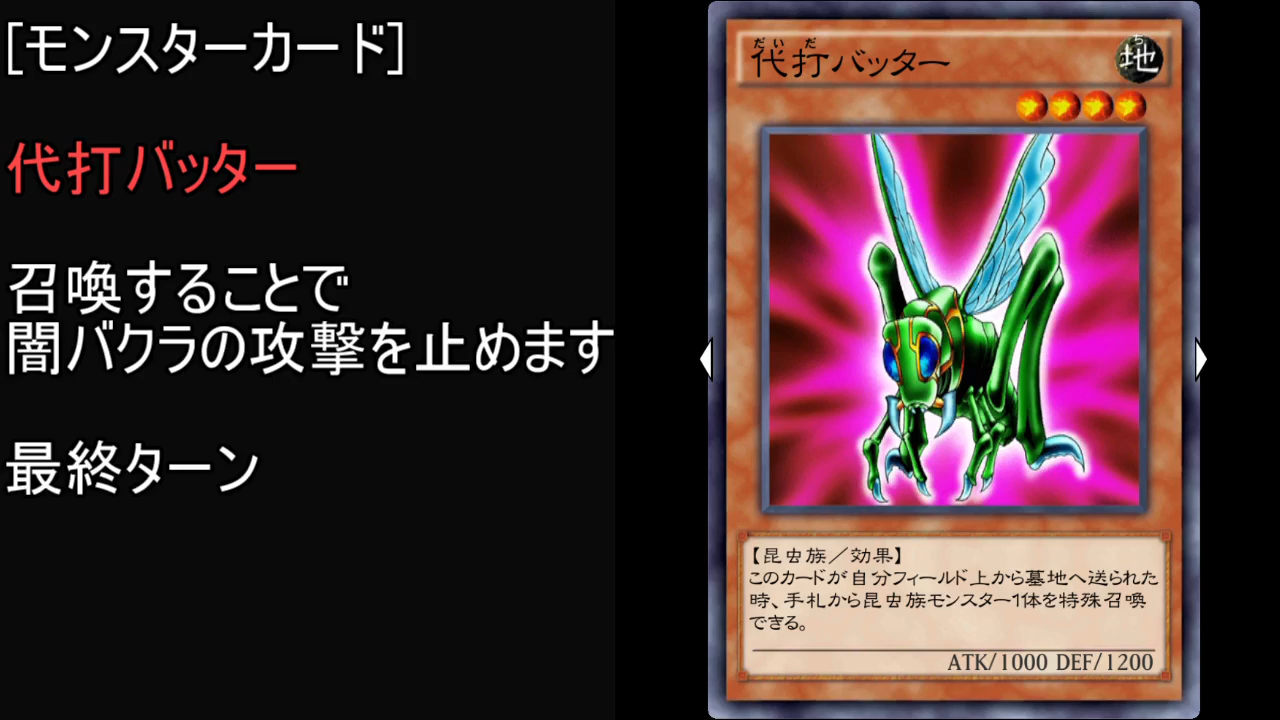 [モンスターカード]
代打バッター
召喚することで
闇バクラの攻撃を止めます
最終ターン
だい だ
代打バッター
ち
地
【昆虫族／効果】
このカードが自分フィールド上から墓地へ送られた
時、手札から昆虫族モンスター1体を特殊召喚
できる。
ATK/1000 DEF/1200